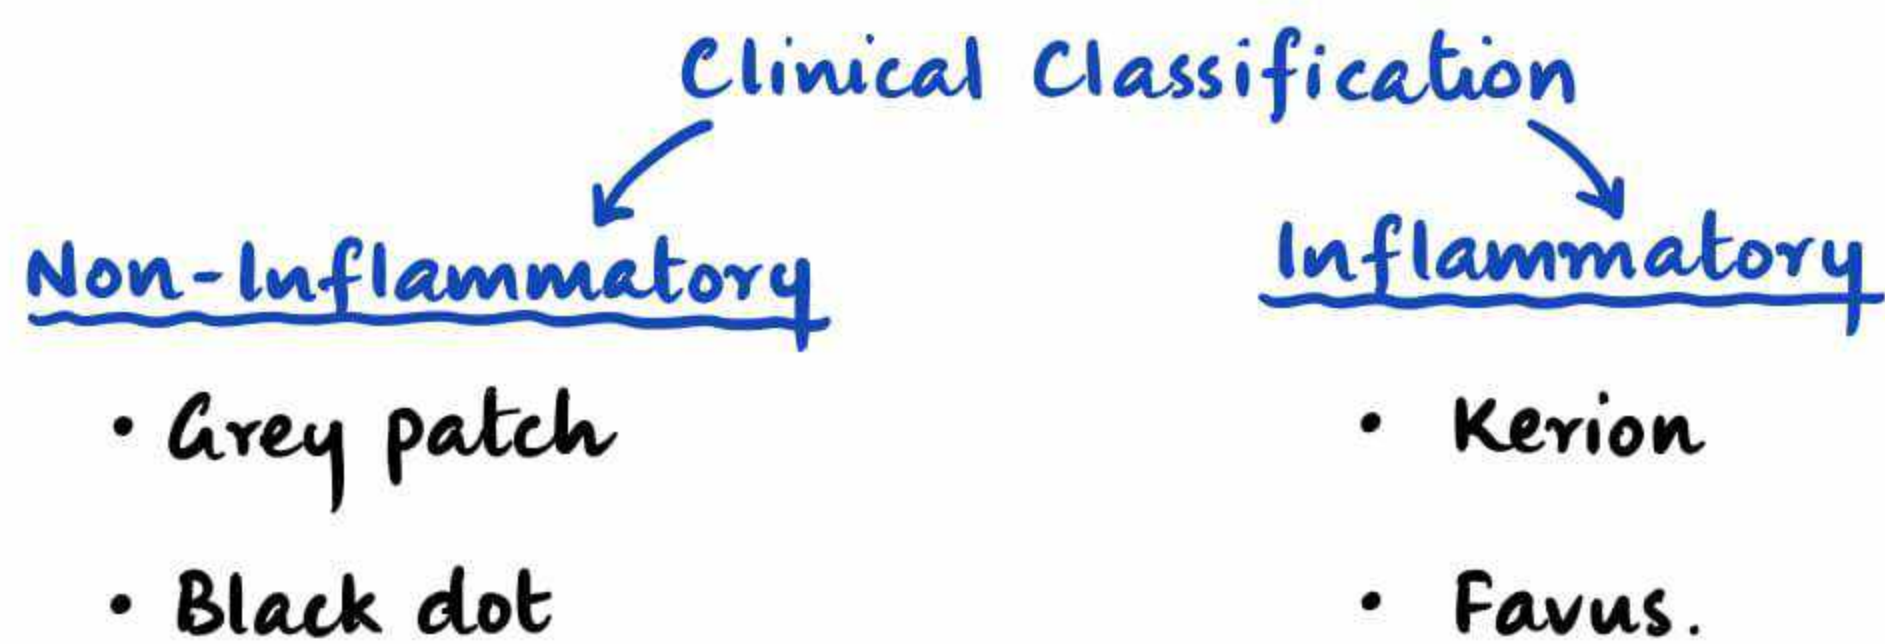 Clinical Classification
Non-Inflammatory
Inflammatory
• Grey patch
• Kerion
• Black dot
• Favus.